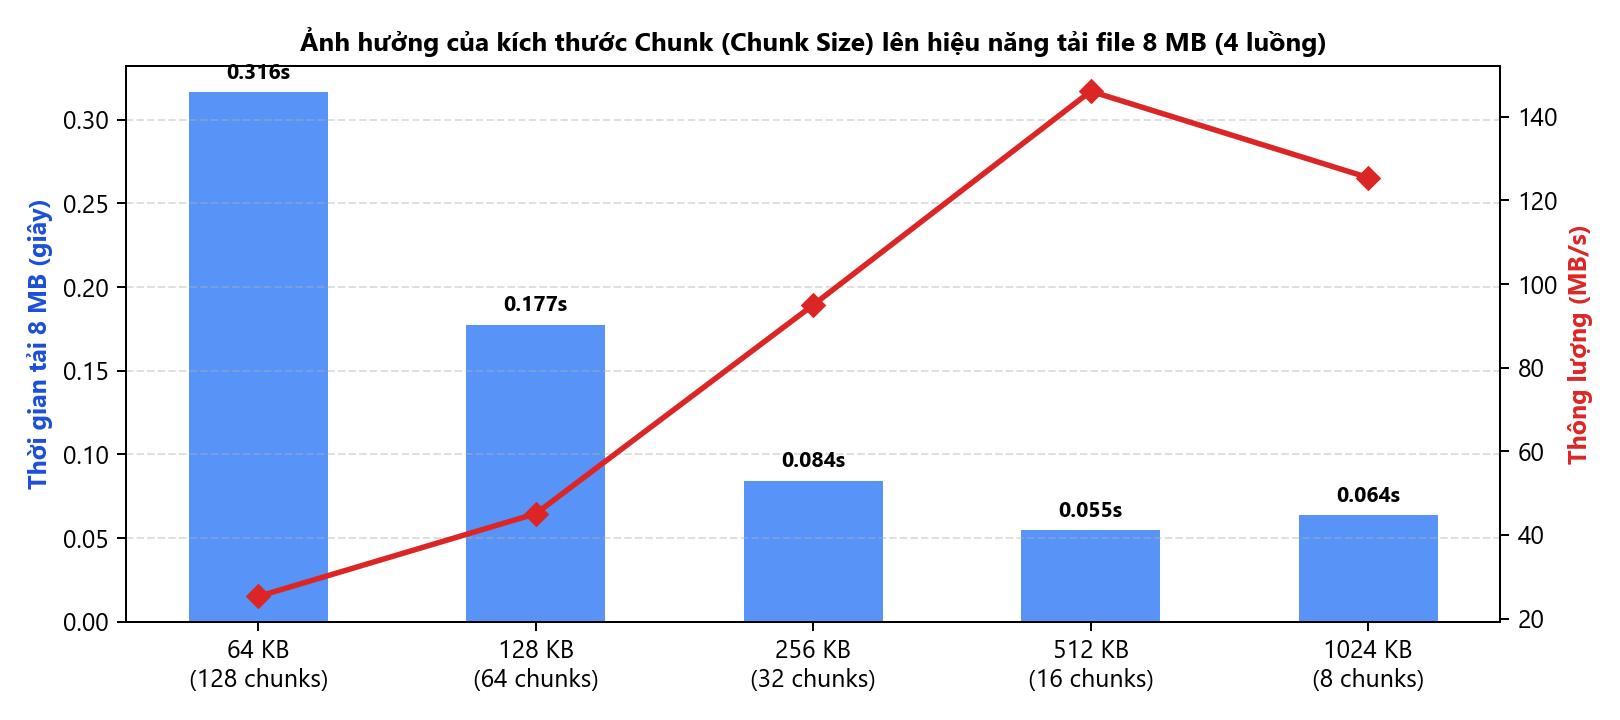 Ảnh hưởng của kích thước Chunk (Chunk Size) lên hiệu năng tải file 8 MB (4 luồng)
Thời gian tải 8 MB (giây)
0.30
0.25
0.20
0.15
0.10
0.05
0.00
0.316s
0.177s
0.084s
0.055s
0.064s
140
120
100
80
60
40
20
Thông lượng (MB/s)
64 KB
(128 chunks)
128 KB
(64 chunks)
256 KB
(32 chunks)
512 KB
(16 chunks)
1024 KB
(8 chunks)